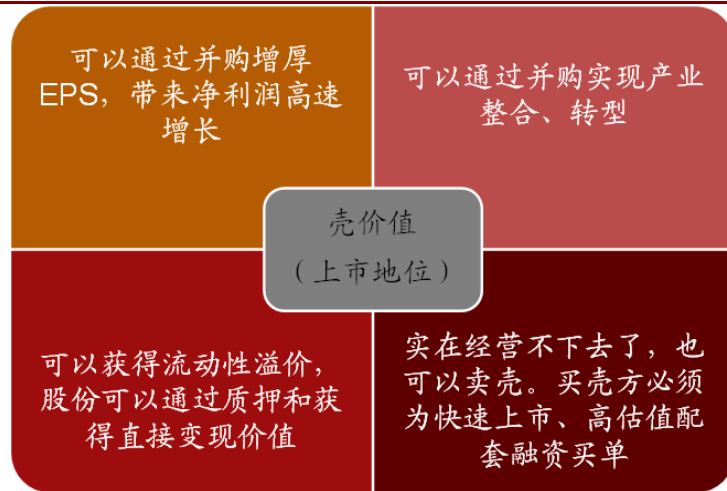 可以通过并购增厚
EPS，带来净利润高速
增长
可以通过并购实现产业
整合、转型
壳价值
（上市地位）
可以获得流动性溢价，
股份可以通过质押和获
得直接变现价值
实在经营不下去了，也
可以卖壳。买壳方必须
为快速上市、高估值配
套融资买单